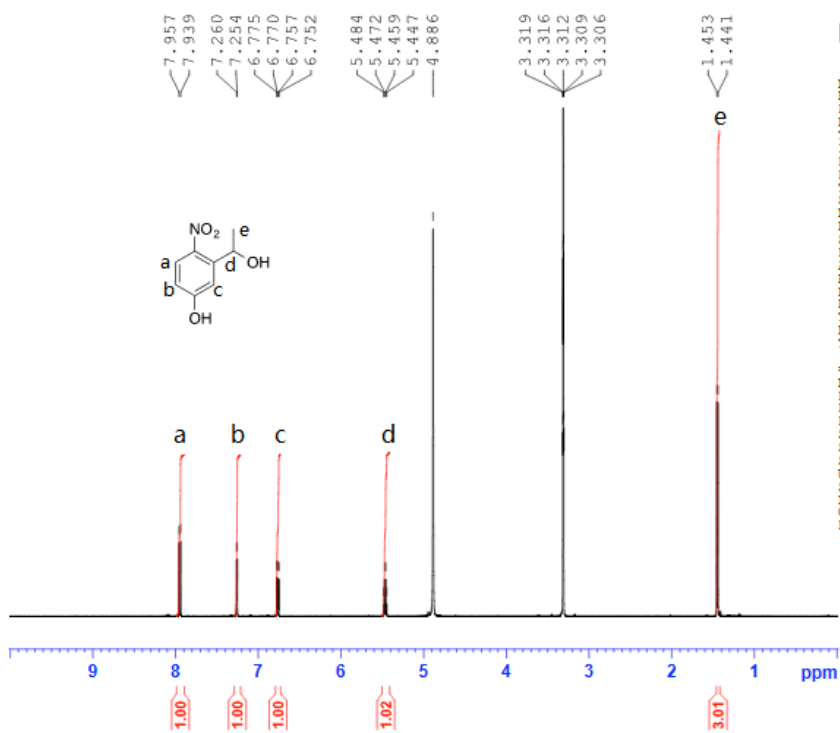 7.957
7.939
7.260
7.254
6.775
6.770
6.757
6.752
5.484
5.472
5.459
5.447
4.886
3.319
3.316
3.312
3.309
3.306
1.453
1.441
e
NO₂
e
a
d
OH
b
c
OH
a
b
c
d
9
8
7
6
5
4
3
2
1
ppm
1.00
1.00
1.00
1.02
3.01